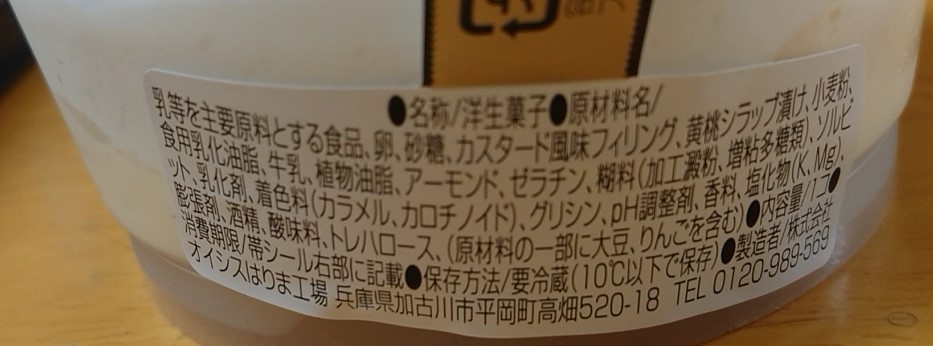 ●名称/洋生菓子●原材料名/
乳等を主要原料とする食品、卵、砂糖、カスタード風味フィリング、黄桃シラップ漬け、小麦粉、
食用乳化油脂、牛乳、植物油脂、アーモンド、ゼラチン、糊料(加工澱粉、増粘多糖類)、ソルビ
ット、乳化剤、着色料(カラメル、カロチノイド)、グリシン、pH調整剤、香料、塩化物(K、Mg)、
膨張剤、酒精、酸味料、トレハロース、(原材料の一部に大豆、りんごを含む)●内容量/1コ●
消費期限/帯シール右部に記載●保存方法/要冷蔵(10℃以下で保存)●製造者/株式会社
オイシスはりま工場 兵庫県加古川市平岡町高畑520-18 TEL 0120-989-569